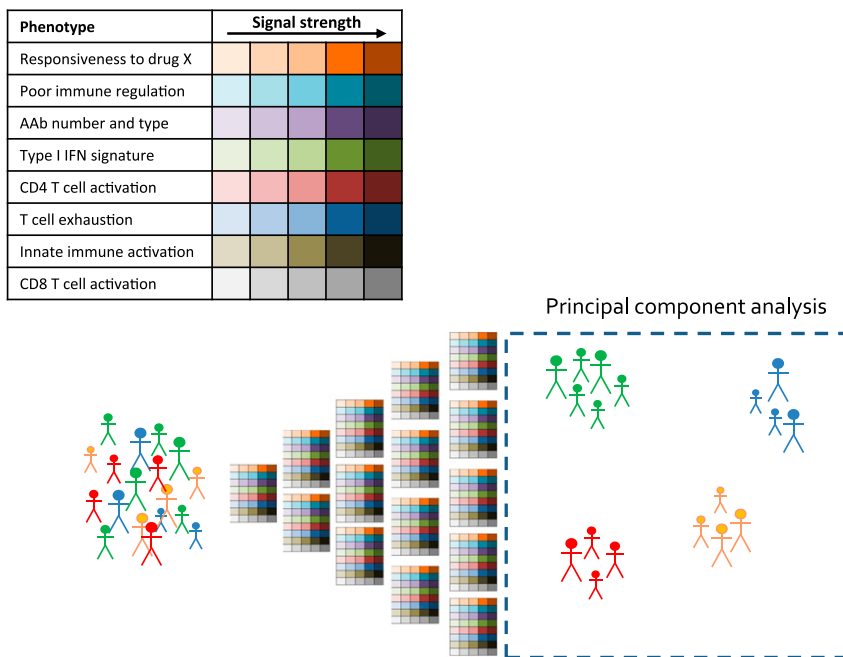 Phenotype
Signal strength
Responsiveness to drug X
Poor immune regulation
AAb number and type
Type I IFN signature
CD4 T cell activation
T cell exhaustion
Innate immune activation
CD8 T cell activation
Principal component analysis